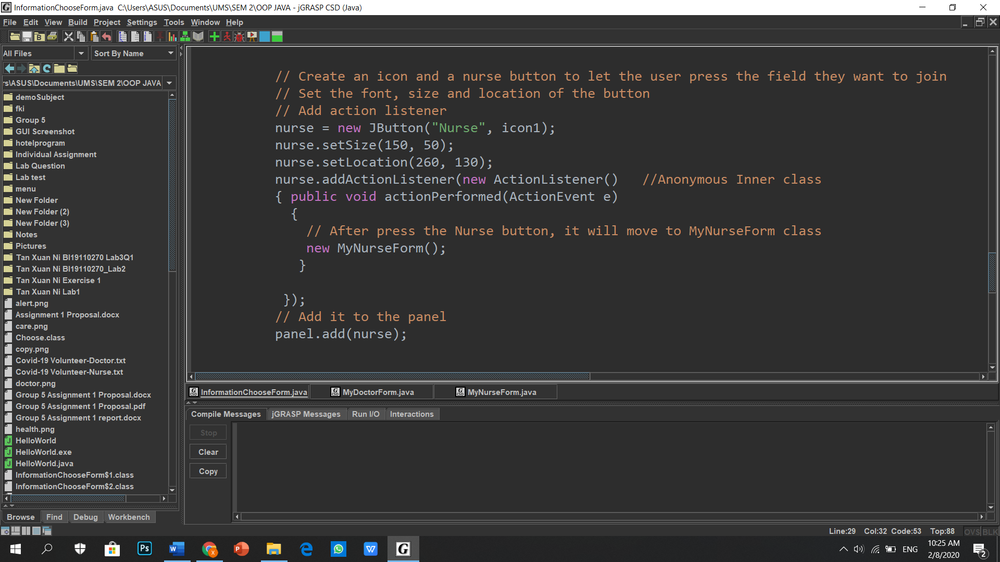 InformationChooseForm.java  C:\Users\ASUS\Documents\UMS\SEM 2\OOP JAVA - jGRASP CSD (Java)
File Edit View Build Project Settings Tools Window Help
All Files
Sort By Name
rs\ASUS\Documents\UMS\SEM 2\OOP JAVA
demoSubject
fki
Group 5
GUI Screenshot
hotelprogram
Individual Assignment
Lab Question
Lab test
menu
New Folder
New Folder (2)
New Folder (3)
Notes
Pictures
Tan Xuan Ni BI19110270 Lab3Q1
Tan Xuan Ni BI19110270_Lab2
Tan Xuan Ni Exercise 1
Tan Xuan Ni Lab1
alert.png
Assignment 1 Proposal.docx
care.png
Choose.class
copy.png
Covid-19 Volunteer-Doctor.txt
Covid-19 Volunteer-Nurse.txt
doctor.png
Group 5 Assignment 1 Proposal.docx
Group 5 Assignment 1 Proposal.pdf
Group 5 Assignment 1 report.docx
health.png
HelloWorld
HelloWorld.exe
HelloWorld.java
InformationChooseForm$1.class
InformationChooseForm$2.class
Browse Find Debug Workbench
// Create an icon and a nurse button to let the user press the field they want to join
// Set the font, size and location of the button
// Add action listener
nurse = new JButton("Nurse", icon1);
nurse.setSize(150, 50);
nurse.setLocation(260, 130);
nurse.addActionListener(new ActionListener()   //Anonymous Inner class
{ public void actionPerformed(ActionEvent e)
{
// After press the Nurse button, it will move to MyNurseForm class
new MyNurseForm();
}
});
// Add it to the panel
panel.add(nurse);
InformationChooseForm.java MyDoctorForm.java MyNurseForm.java
Compile Messages jGRASP Messages Run I/O Interactions
Stop
Clear
Copy
Line:29 Col:32 Code:53 Top:88 OVS BLK
ENG
10:25 AM
2/8/2020
2